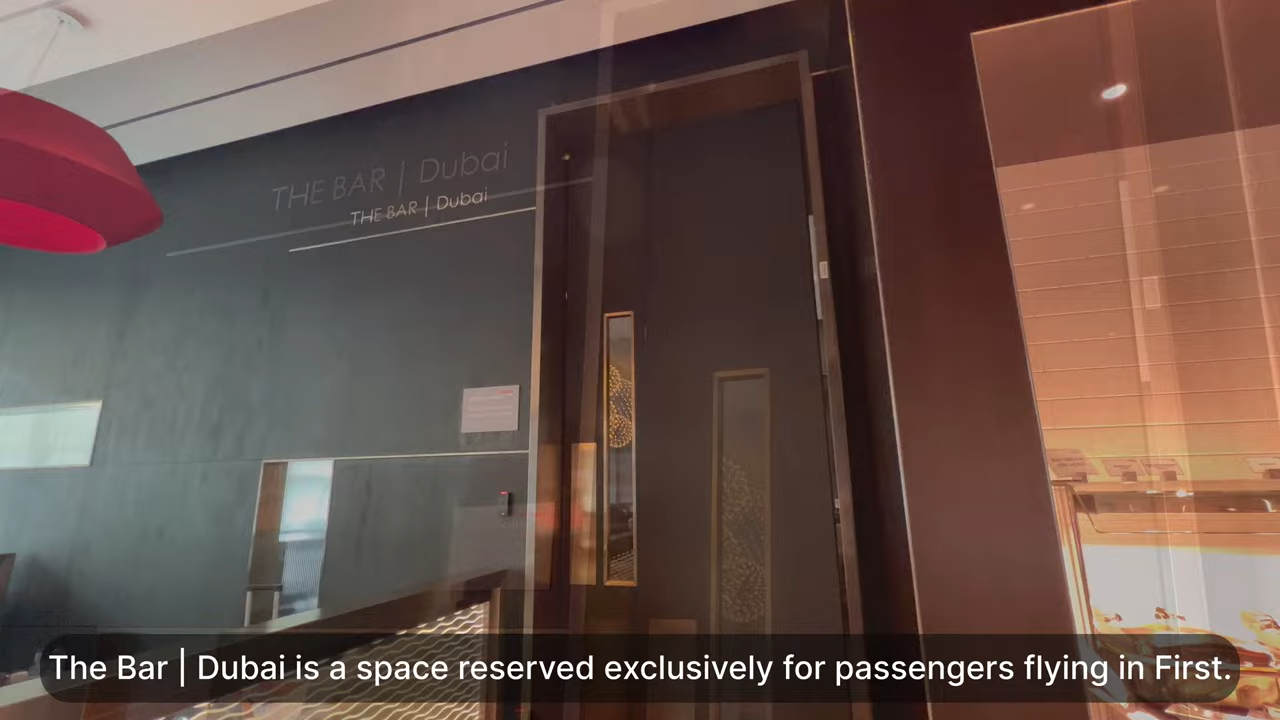 THE BAR | Dubai
THE BAR | Dubai
The Bar | Dubai is a space reserved exclusively for passengers flying in First.